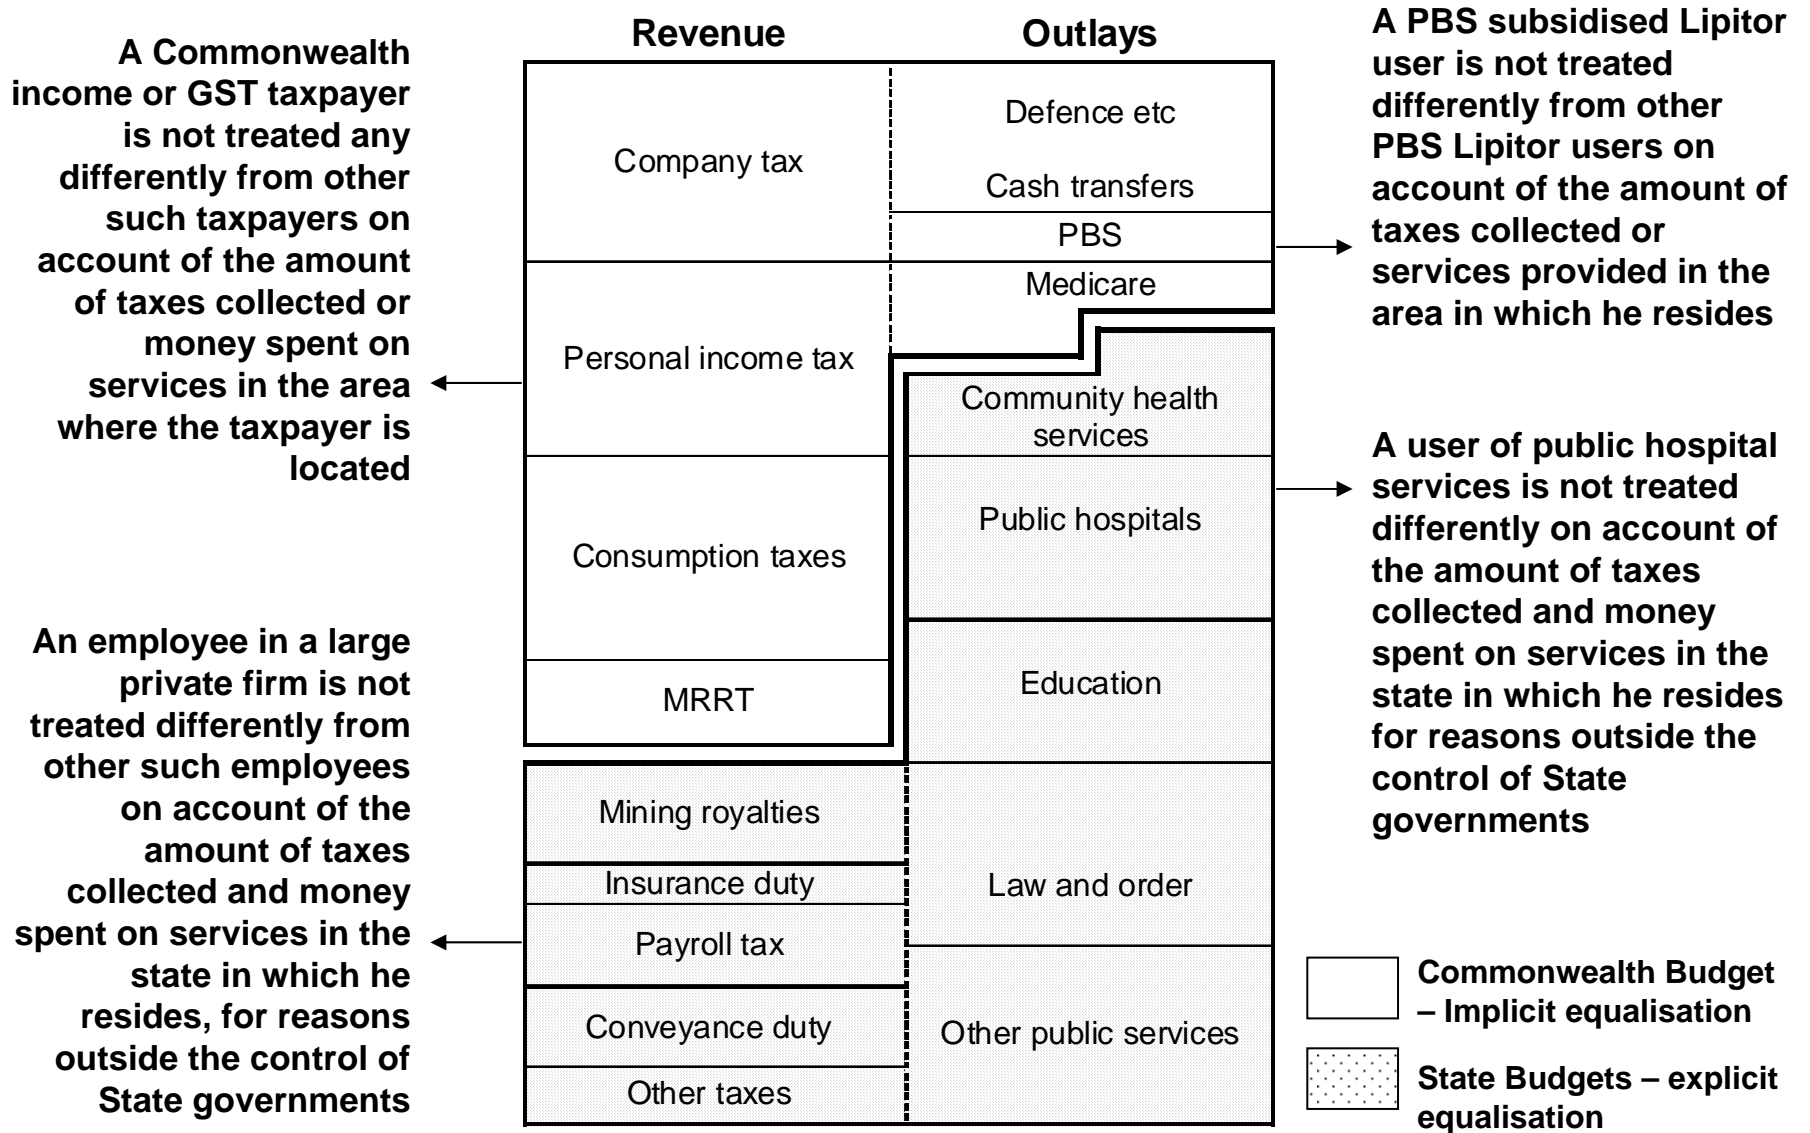 Revenue
Outlays
A Commonwealth
income or GST taxpayer
is not treated any
differently from other
such taxpayers on
account of the amount
of taxes collected or
money spent on
services in the area
where the taxpayer is
located
An employee in a large
private firm is not
treated differently from
other such employees
on account of the
amount of taxes
collected and money
spent on services in the
state in which he
resides, for reasons
outside the control of
State governments
Company tax
Personal income tax
Consumption taxes
MRRT
Mining royalties
Insurance duty
Payroll tax
Conveyance duty
Other taxes
Defence etc
Cash transfers
PBS
Medicare
Community health
services
Public hospitals
Education
Law and order
Other public services
A PBS subsidised Lipitor
user is not treated
differently from other
PBS Lipitor users on
account of the amount of
taxes collected or
services provided in the
area in which he resides
A user of public hospital
services is not treated
differently on account of
the amount of taxes
collected and money
spent on services in the
state in which he resides
for reasons outside the
control of State
governments
Commonwealth Budget
– Implicit equalisation
State Budgets – explicit
equalisation